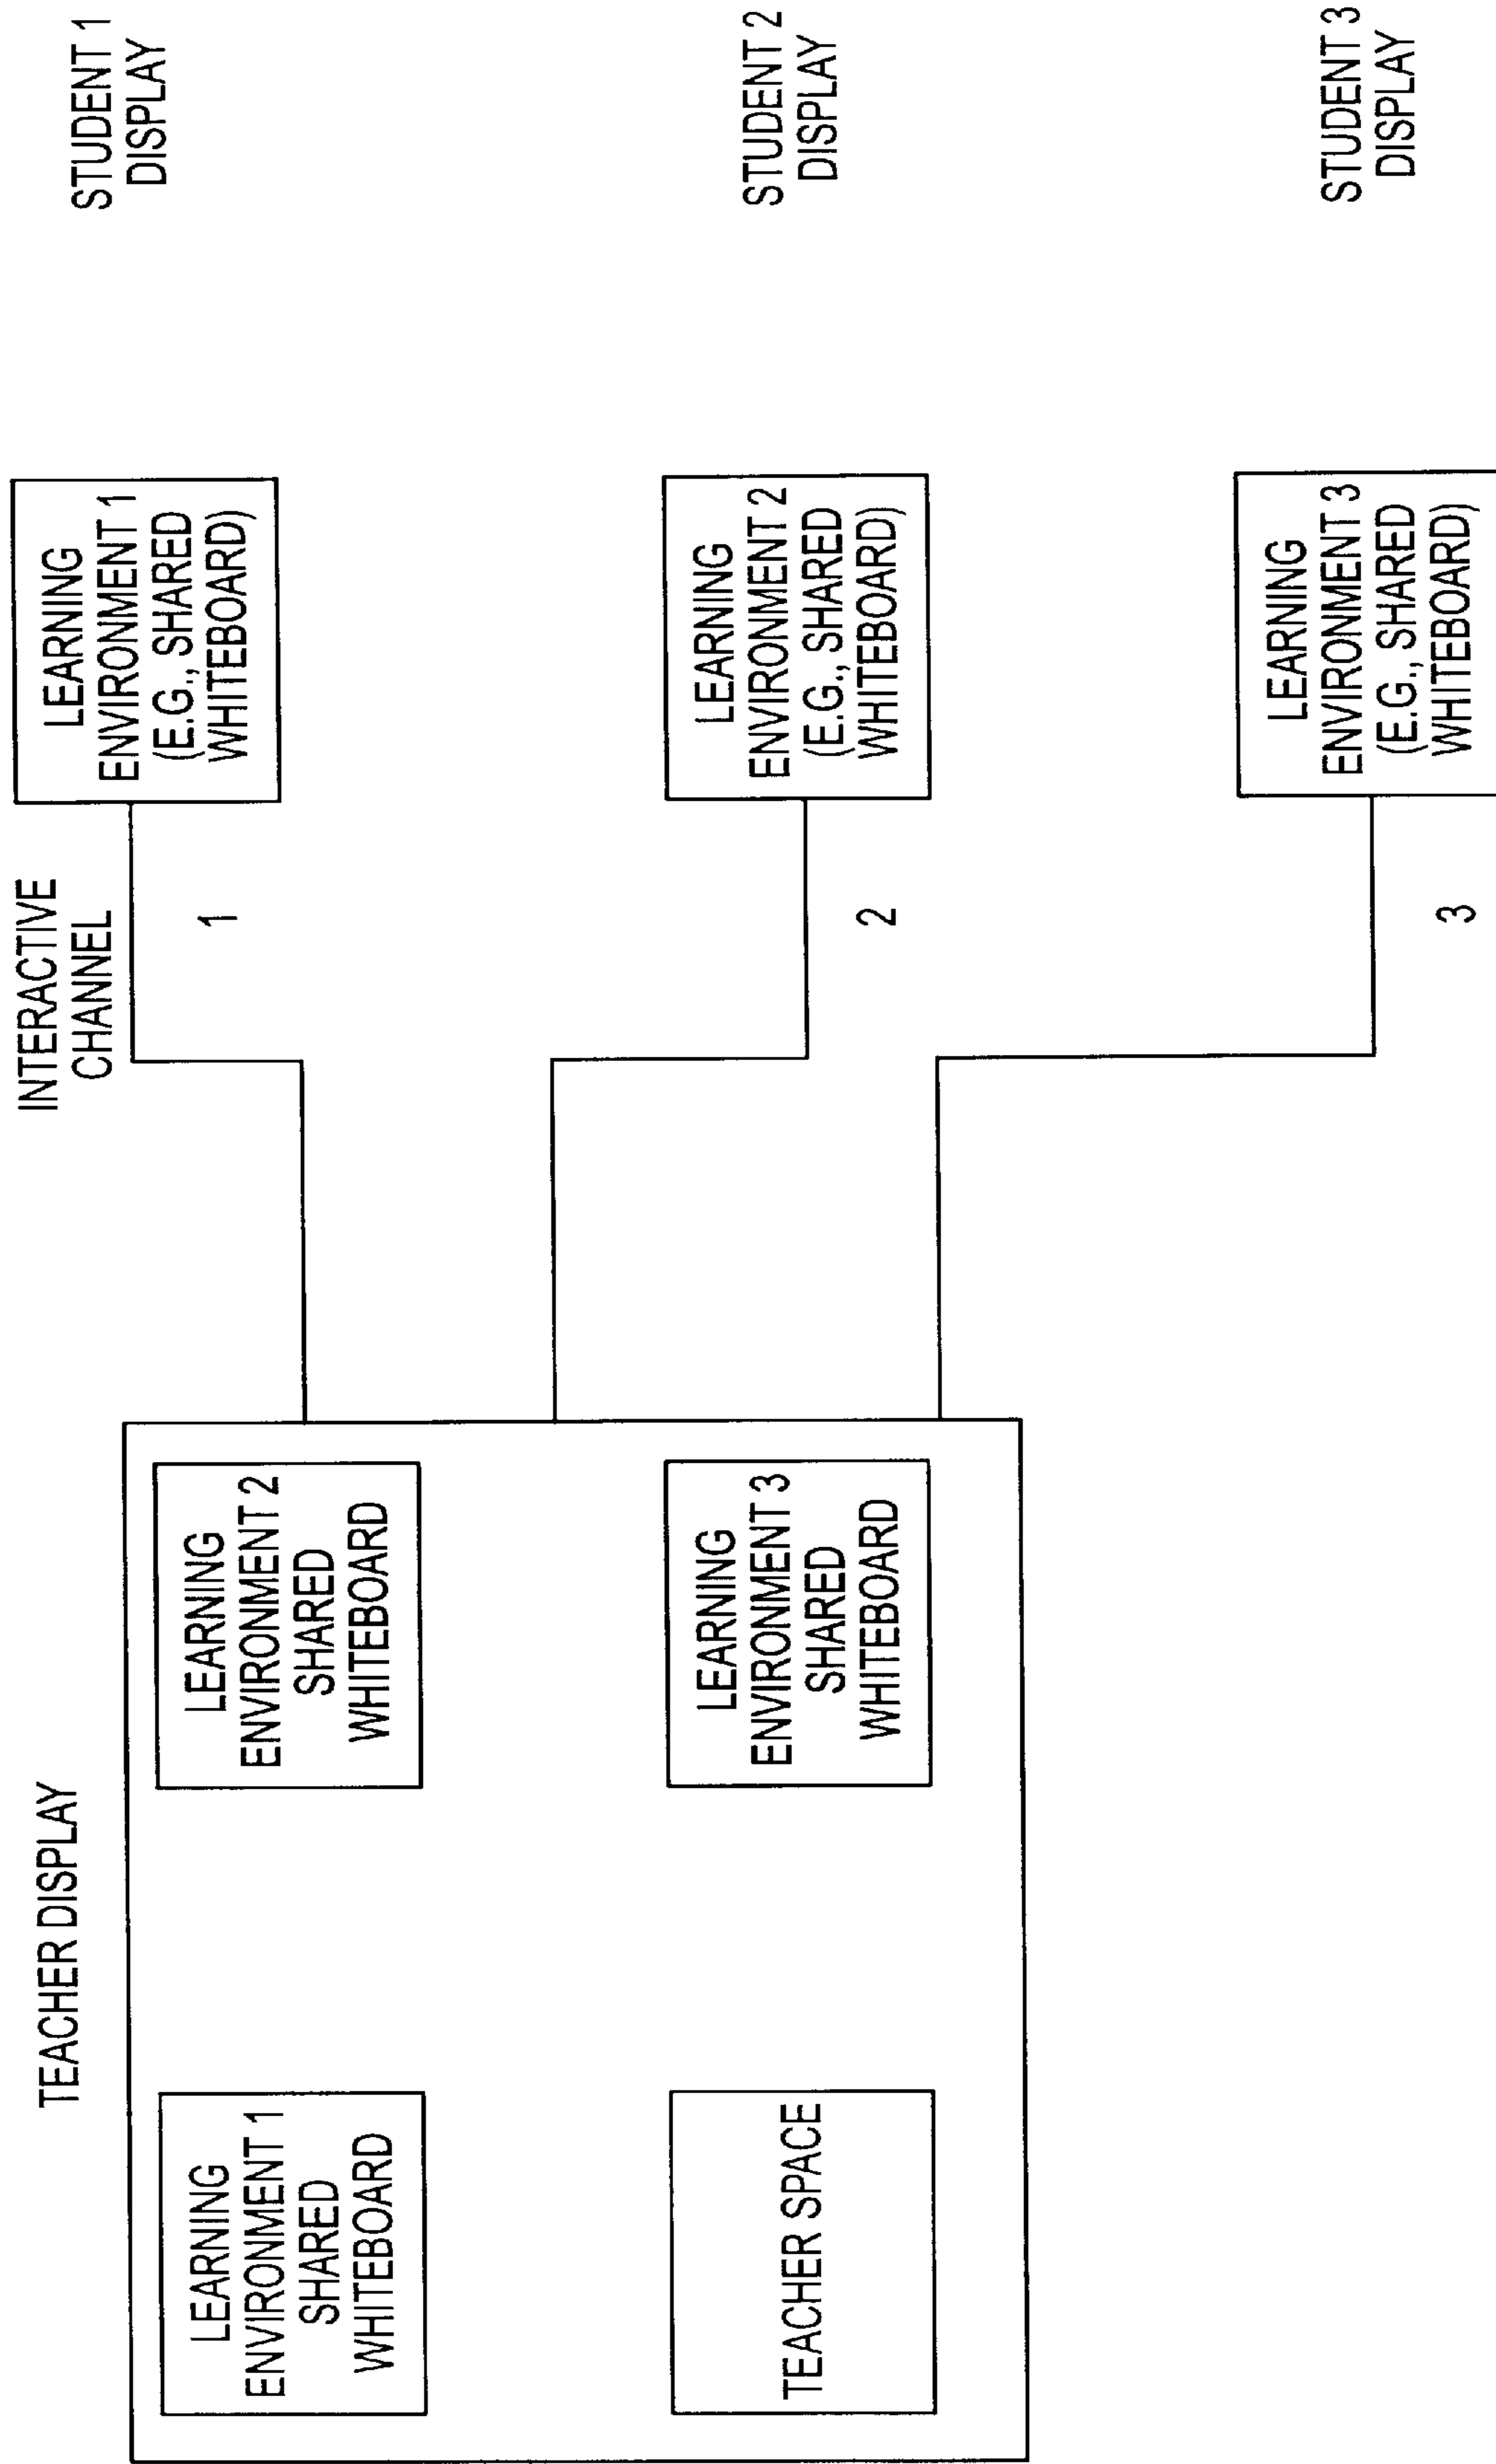 TEACHER DISPLAY
LEARNING
ENVIRONMENT 1
SHARED
WHITEBOARD
LEARNING
ENVIRONMENT 2
SHARED
WHITEBOARD
TEACHER SPACE
LEARNING
ENVIRONMENT 3
SHARED
WHITEBOARD
INTERACTIVE
CHANNEL
1
2
3
LEARNING
ENVIRONMENT 1
(E.G., SHARED
WHITEBOARD)
STUDENT 1
DISPLAY
LEARNING
ENVIRONMENT 2
(E.G., SHARED
WHITEBOARD)
STUDENT 2
DISPLAY
LEARNING
ENVIRONMENT 3
(E.G., SHARED
WHITEBOARD)
STUDENT 3
DISPLAY